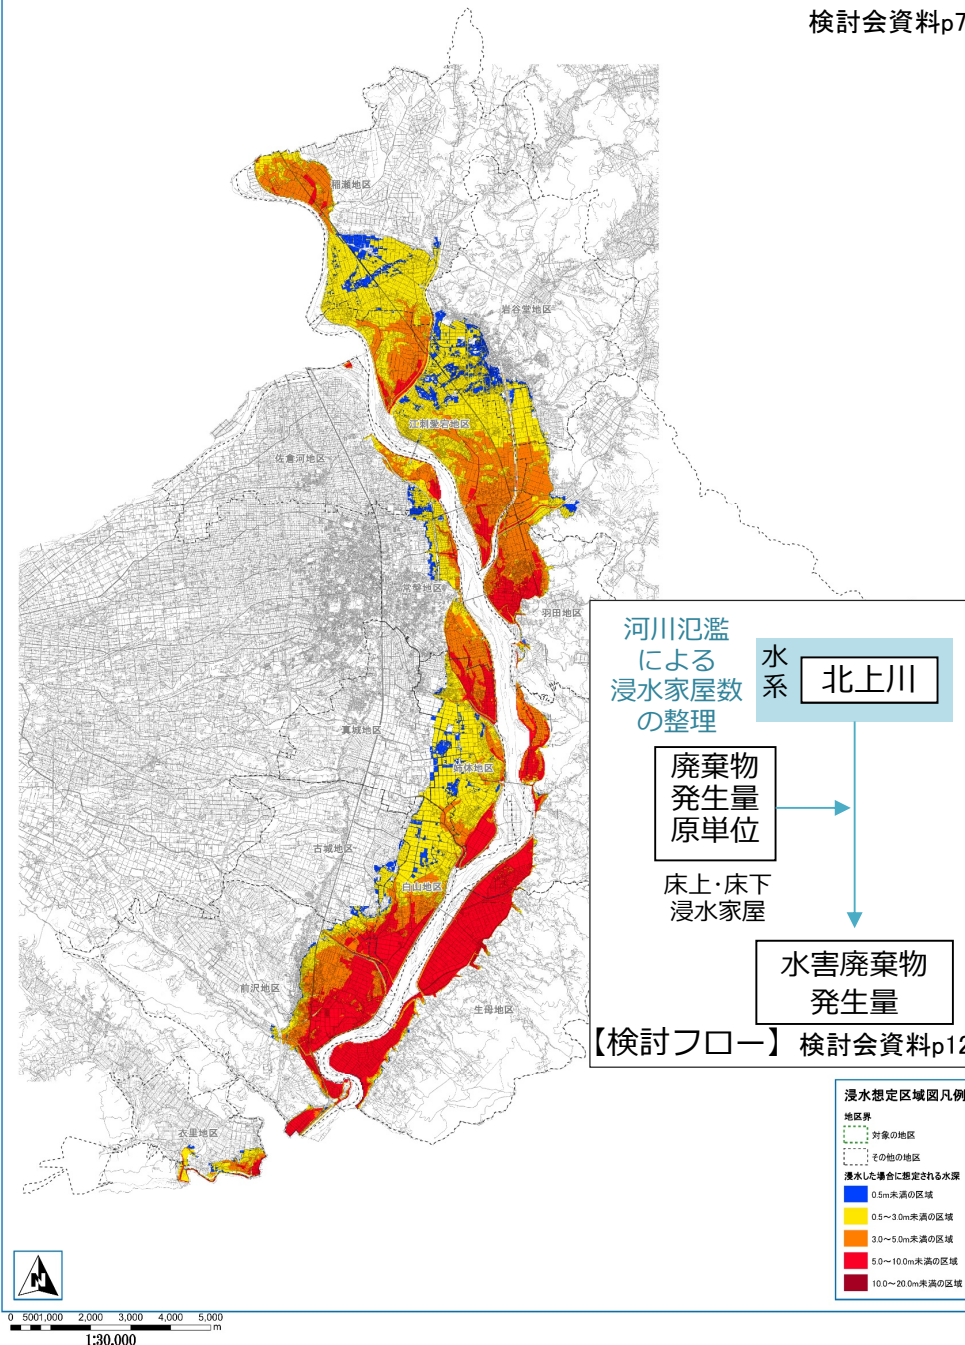 検討会資料p7
稲瀬地区
岩谷堂地区
江刺愛宕地区
佐倉河地区
常盤地区
羽田地区
真城地区
姉体地区
古城地区
白山地区
前沢地区
生母地区
衣里地区
河川氾濫
による
浸水家屋数
の整理
水
系
北上川
廃棄物
発生量
原単位
床上・床下
浸水家屋
水害廃棄物
発生量
【検討フロー】 検討会資料p12
浸水想定区域図凡例
地区界
対象の地区
その他の地区
浸水した場合に想定される水深
0.5m未満の区域
0.5～3.0m未満の区域
3.0～5.0m未満の区域
5.0～10.0m未満の区域
10.0～20.0m未満の区域
N
0 500 1,000 2,000 3,000 4,000 5,000
m
1:30,000